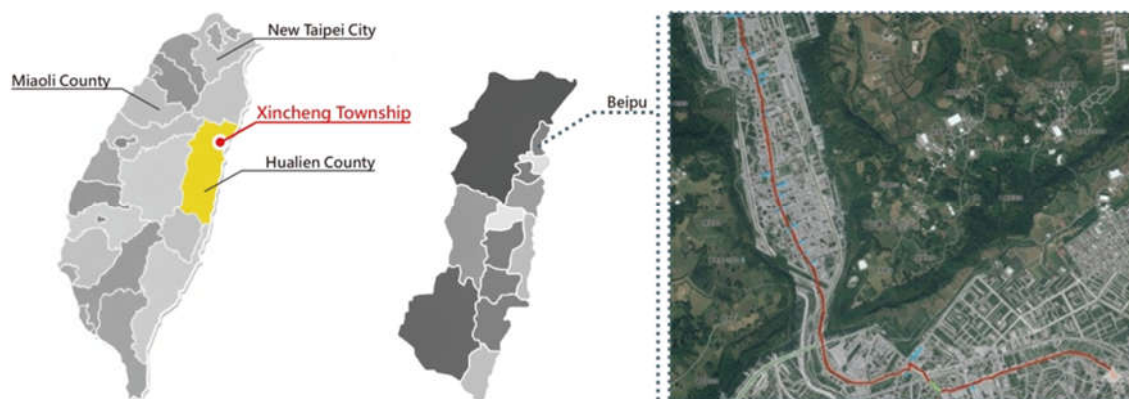 New Taipei City
Miaoli County
Xincheng Township
Hualien County
Beipu